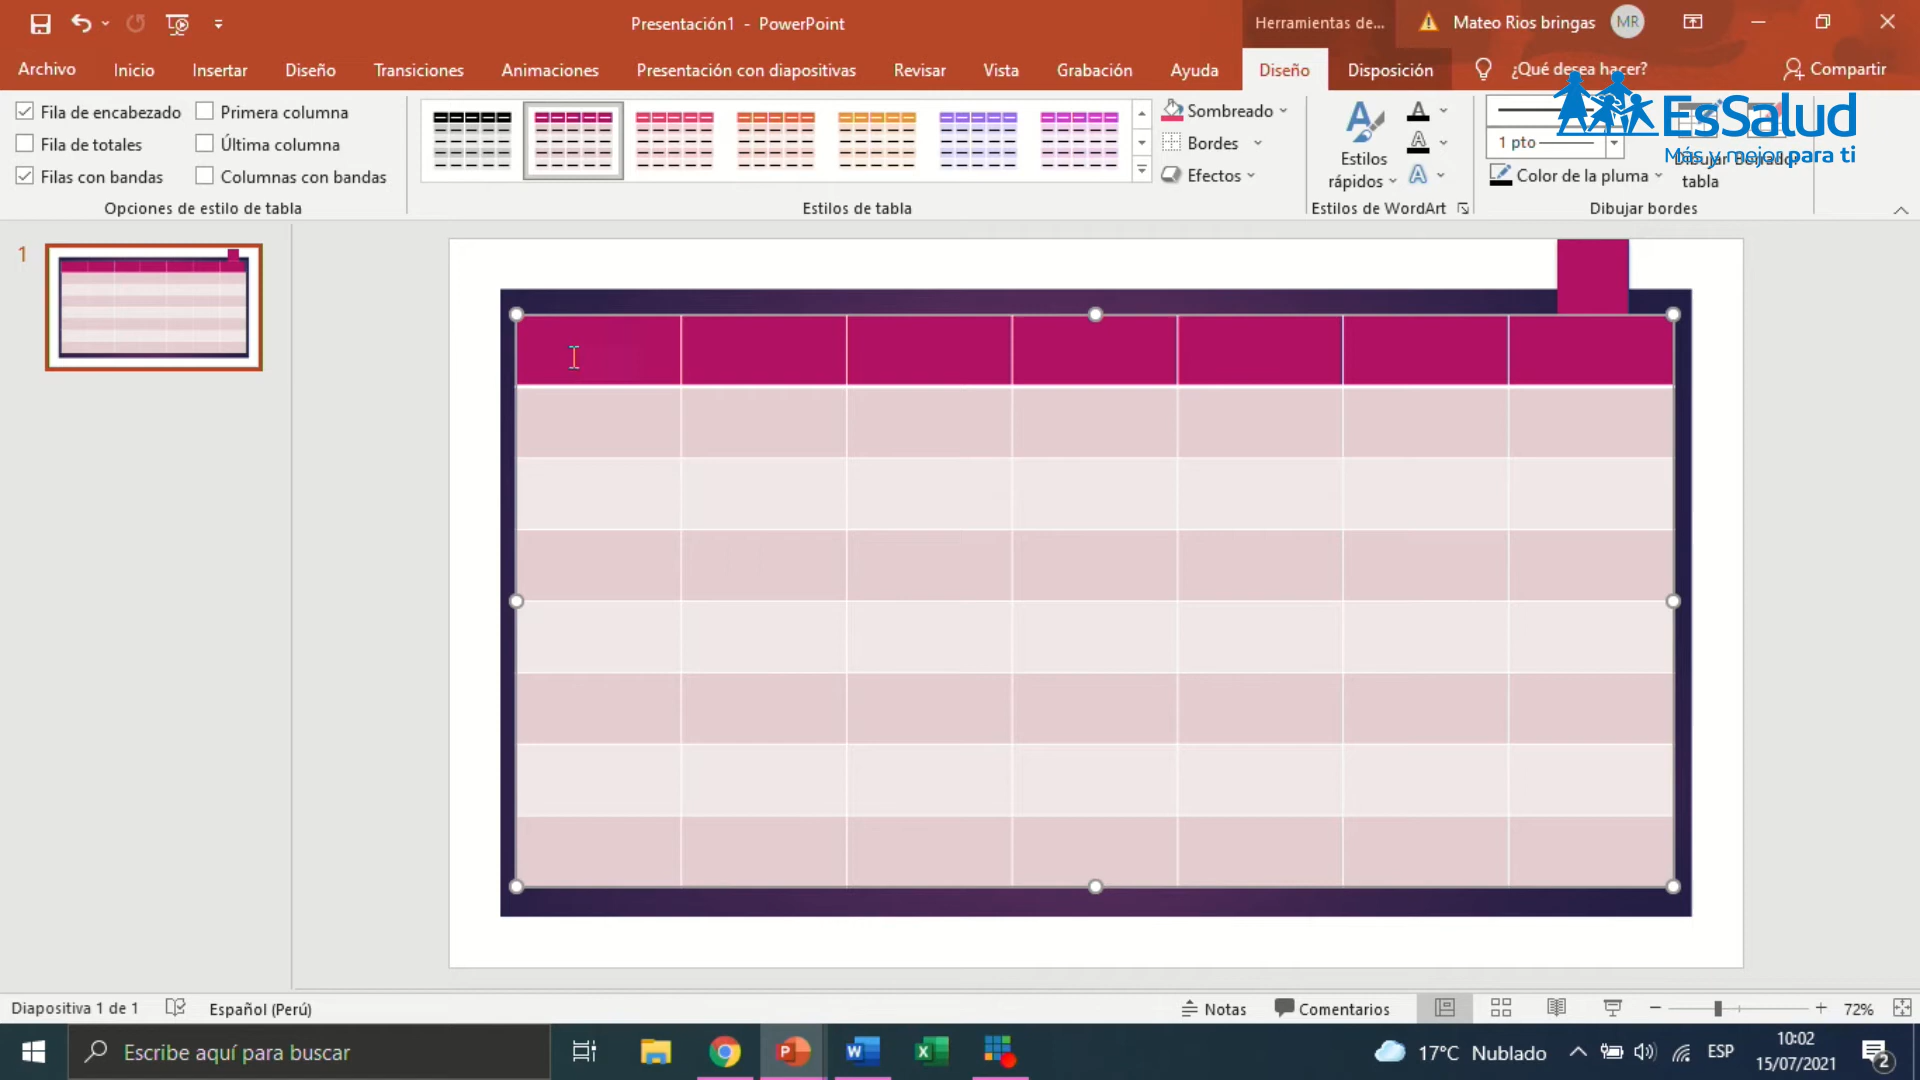 Presentación1 - PowerPoint
Herramientas de...
Mateo Rios bringas
MR
Archivo
Inicio
Insertar
Diseño
Transiciones
Animaciones
Presentación con diapositivas
Revisar
Vista
Grabación
Ayuda
Diseño
Disposición
¿Qué desea hacer?
Compartir
Fila de encabezado
Primera columna
Fila de totales
Última columna
Filas con bandas
Columnas con bandas
Opciones de estilo de tabla
Estilos de tabla
Sombreado
Bordes
Efectos
Estilos
rápidos
Estilos de WordArt
1 pto
Color de la pluma
Dibujar
tabla
Borrador
Dibujar bordes
EsSalud
Más y mejor para ti
1
Diapositiva 1 de 1
Español (Perú)
Notas
Comentarios
72%
Escribe aquí para buscar
17°C Nublado
ESP
10:02
15/07/2021
2